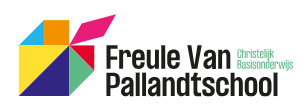 Freule Van Christelijk
Pallandtschool Basisonderwijs